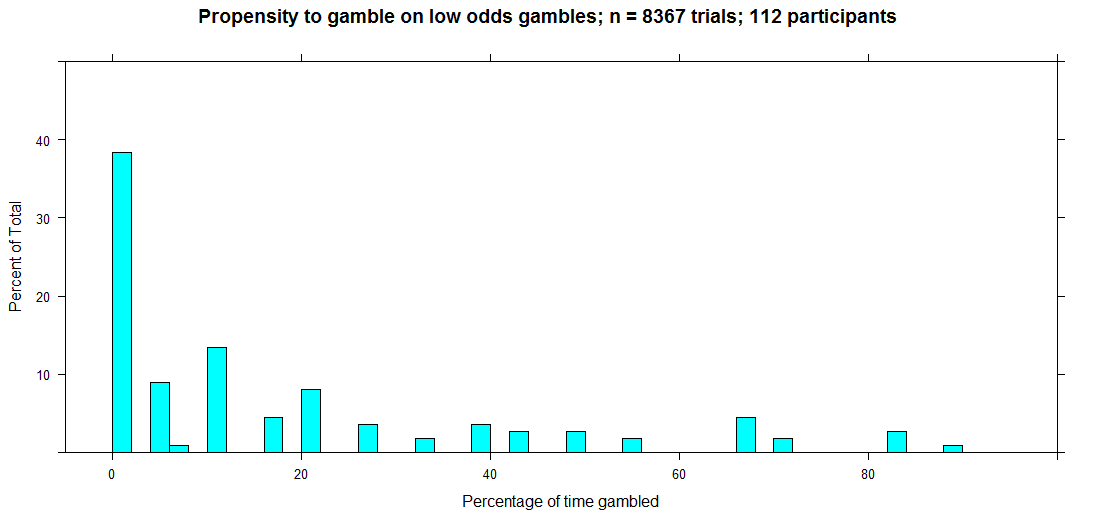 Propensity to gamble on low odds gambles; n = 8367 trials; 112 participants
Percent of Total
40
30
20
10
0 20 40 60 80
Percentage of time gambled